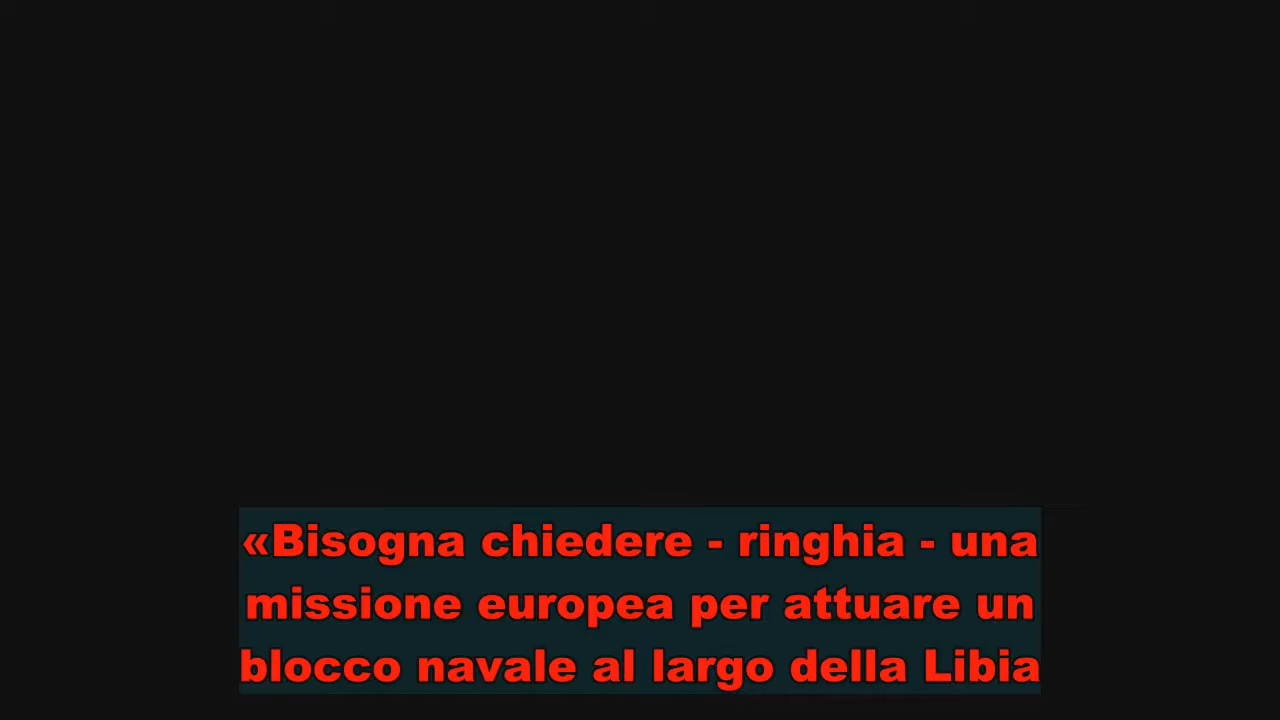 «Bisogna chiedere - ringhia - una
missione europea per attuare un
blocco navale al largo della Libia